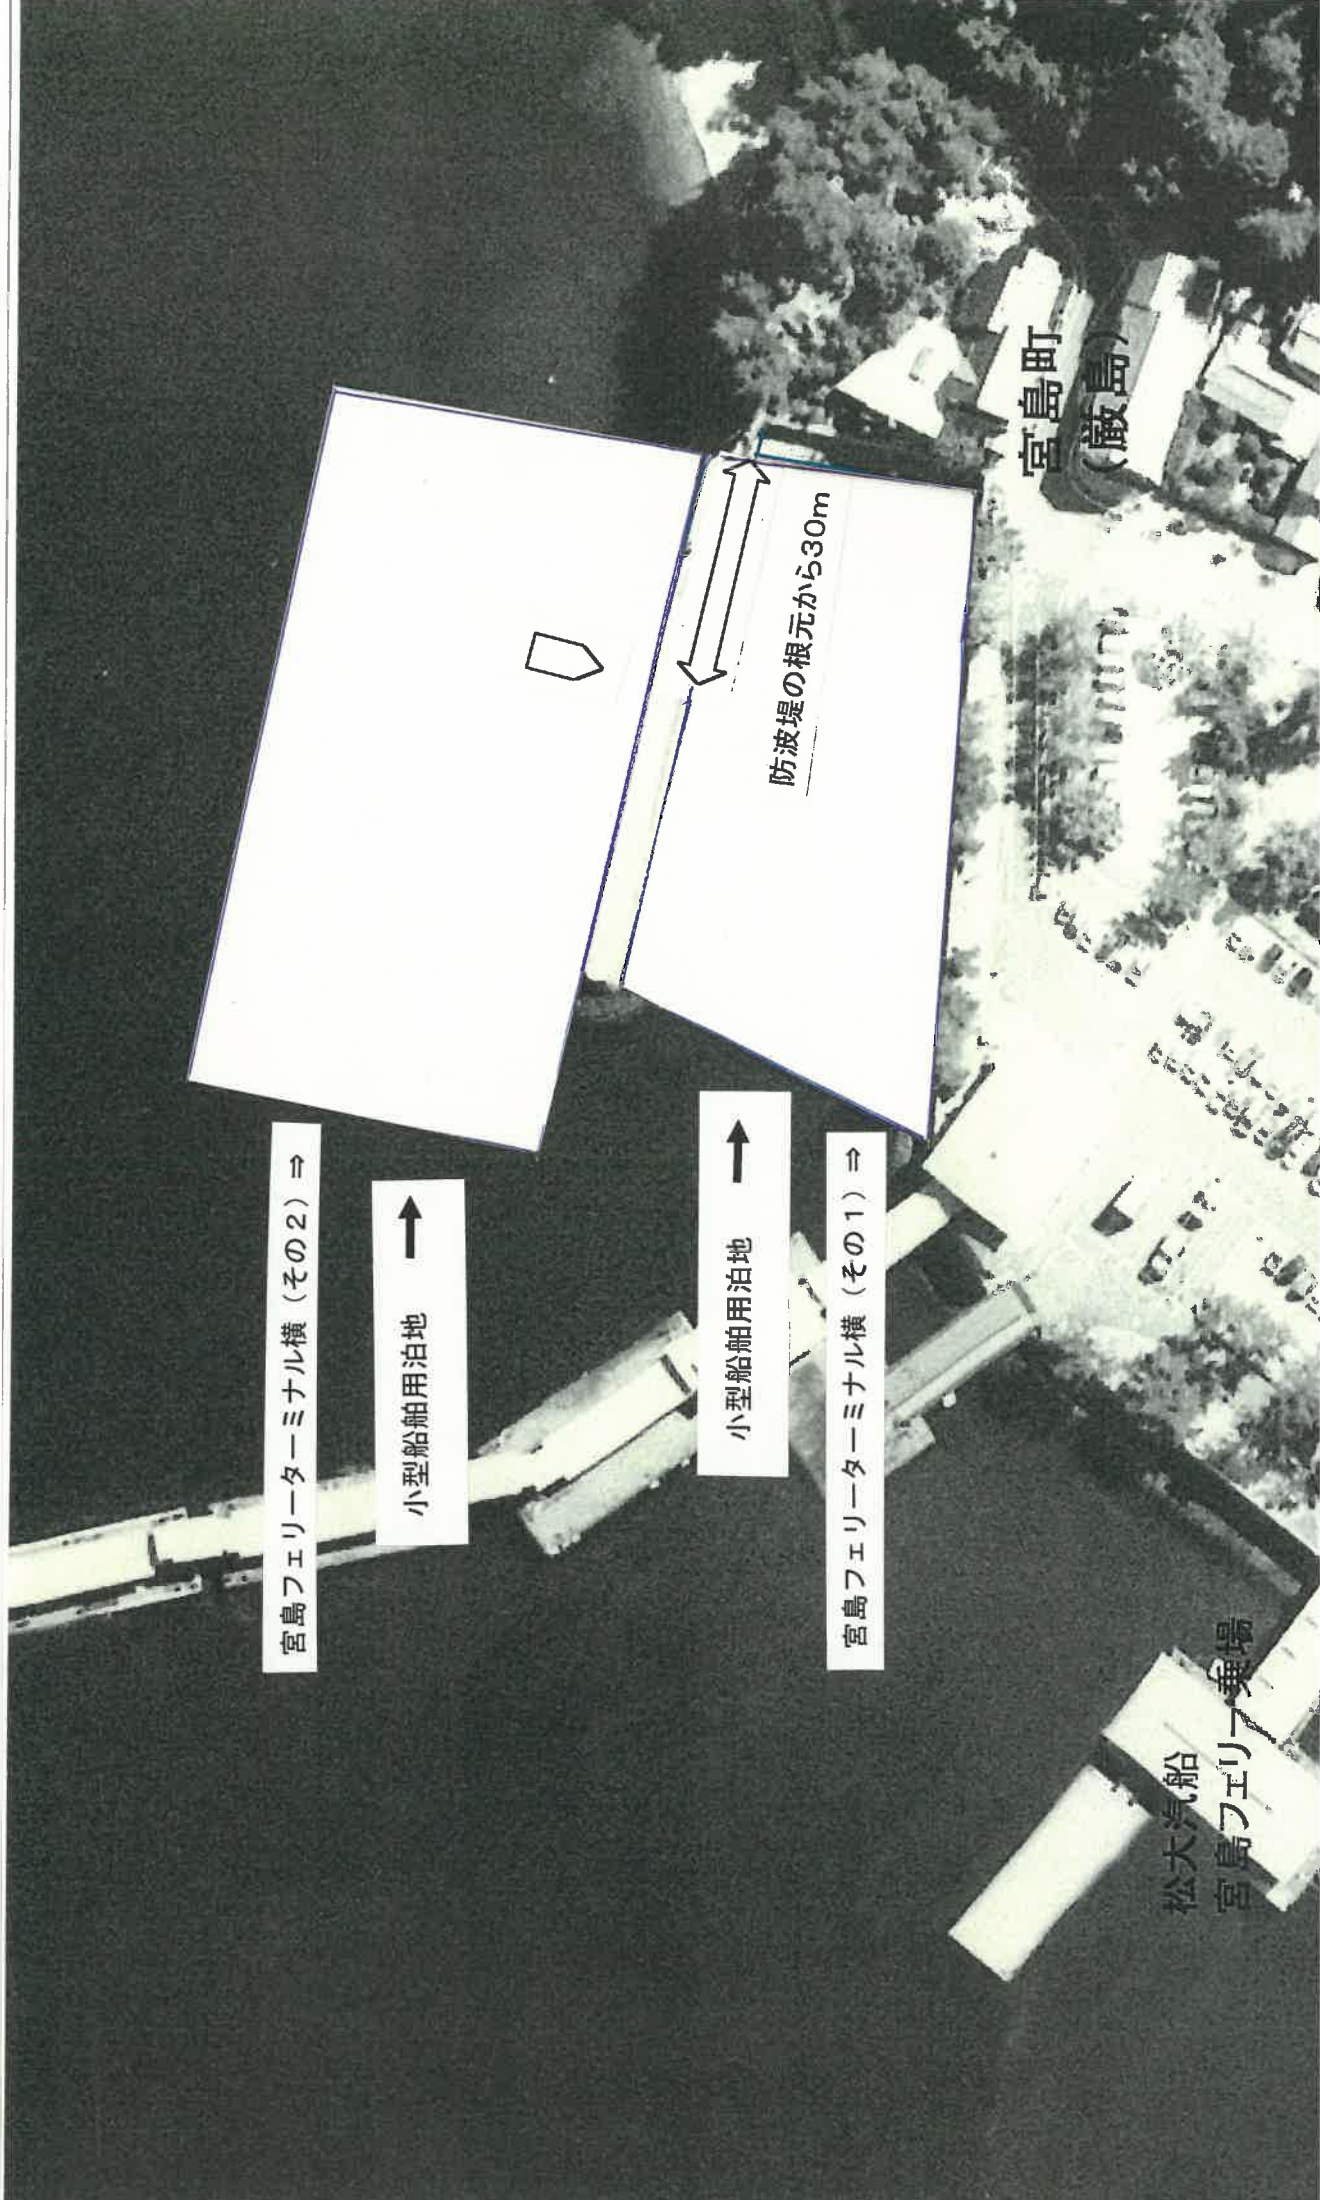 宮島フェリーターミナル横（その２）⇒
小型船舶用泊地 →
小型船舶用泊地 →
宮島フェリーターミナル横（その１）⇒
防波堤の根元から30m
宮島町
（厳島）
松大汽船
宮島フェリー乗場